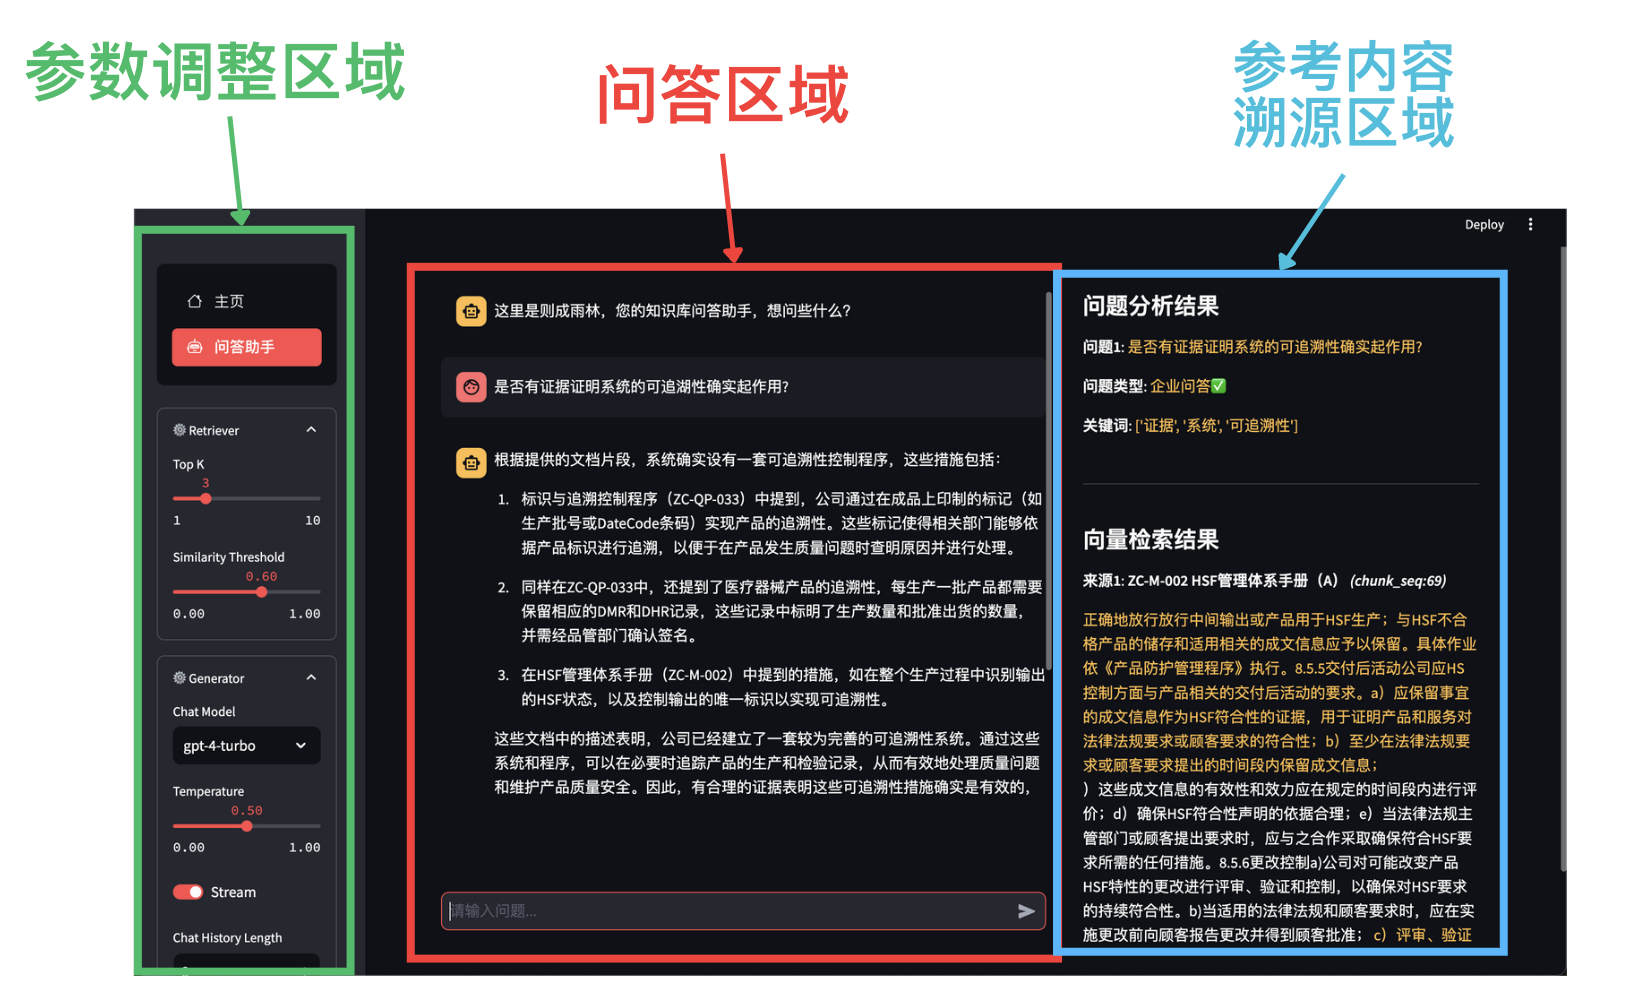 参数调整区域
问答区域
参考内容
溯源区域
Deploy
主页
问答助手
Retriever
Top K
3
1 10
Similarity Threshold
0.60
0.00 1.00
Generator
Chat Model
gpt-4-turbo
Temperature
0.50
0.00 1.00
Stream
Chat History Length
这里是则成雨林，您的知识库问答助手，想问些什么？
是否有证据证明系统的可追湖性确实起作用?
根据提供的文档片段，系统确实设有一套可追溯性控制程序，这些措施包括：
1. 标识与追溯控制程序（ZC-QP-033）中提到，公司通过在成品上印制的标记（如
生产批号或DateCode条码）实现产品的追溯性。这些标记使得相关部门能够依
据产品标识进行追溯，以便于在产品发生质量问题时查明原因并进行处理。
2. 同样在ZC-QP-033中，还提到了医疗器械产品的追溯性，每生产一批产品都需要
保留相应的DMR和DHR记录，这些记录中标明了生产数量和批准出货的数量，
并需经品管部门确认签名。
3. 在HSF管理体系手册（ZC-M-002）中提到的措施，如在整个生产过程中识别输出
的HSF状态，以及控制输出的唯一标识以实现可追溯性。
这些文档中的描述表明，公司已经建立了一套较为完善的可追溯性系统。通过这些
系统和程序，可以在必要时追踪产品的生产和检验记录，从而有效地处理质量问题
和维护产品质量安全。因此，有合理的证据表明这些可追溯性措施确实是有效的，
请输入问题...
问题分析结果
问题1: 是否有证据证明系统的可追溯性确实起作用?
问题类型: 企业问答✅
关键词: ['证据', '系统', '可追溯性']
向量检索结果
来源1: ZC-M-002 HSF管理体系手册（A） (chunk_seq:69)
正确地放行放行中间输出或产品用于HSF生产；与HSF不合
格产品的储存和适用相关的成文信息应予以保留。具体作业
依《产品防护管理程序》执行。8.5.5交付后活动公司应HS
控制方面与产品相关的交付后活动的要求。a）应保留事宜
的成文信息作为HSF符合性的证据，用于证明产品和服务对
法律法规要求或顾客要求的符合性；b）至少在法律法规要
求或顾客要求提出的时间段内保留成文信息；
）这些成文信息的有效性和效力应在规定的时间段内进行评
价；d）确保HSF符合性声明的依据合理；e）当法律法规主
管部门或顾客提出要求时，应与之合作采取确保符合HSF要
求所需的任何措施。8.5.6更改控制a)公司对可能改变产品
HSF特性的更改进行评审、验证和控制，以确保对HSF要求
的持续符合性。b)当适用的法律法规和顾客要求时，应在实
施更改前向顾客报告更改并得到顾客批准；c）评审、验证